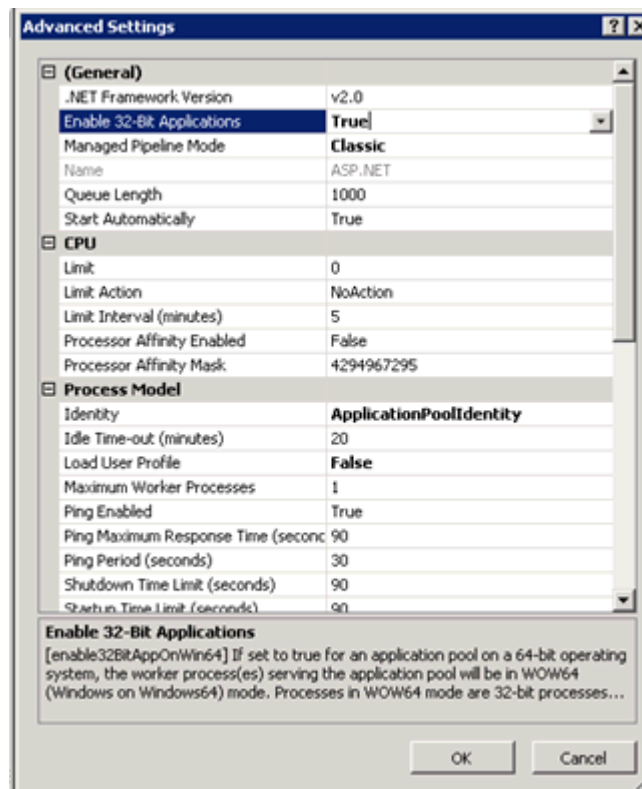 Advanced Settings
(General)
.NET Framework Version v2.0
Enable 32-Bit Applications True
Managed Pipeline Mode Classic
Name ASP.NET
Queue Length 1000
Start Automatically True
CPU
Limit 0
Limit Action NoAction
Limit Interval (minutes) 5
Processor Affinity Enabled False
Processor Affinity Mask 4294967295
Process Model
Identity ApplicationPoolIdentity
Idle Time-out (minutes) 20
Load User Profile False
Maximum Worker Processes 1
Ping Enabled True
Ping Maximum Response Time (seconc 90
Ping Period (seconds) 30
Shutdown Time Limit (seconds) 90
Startup Time Limit (seconds) 90
Enable 32-Bit Applications
[enable32BitAppOnWin64] If set to true for an application pool on a 64-bit operating
system, the worker process(es) serving the application pool will be in WOW64
(Windows on Windows64) mode. Processes in WOW64 mode are 32-bit processes...
OK Cancel